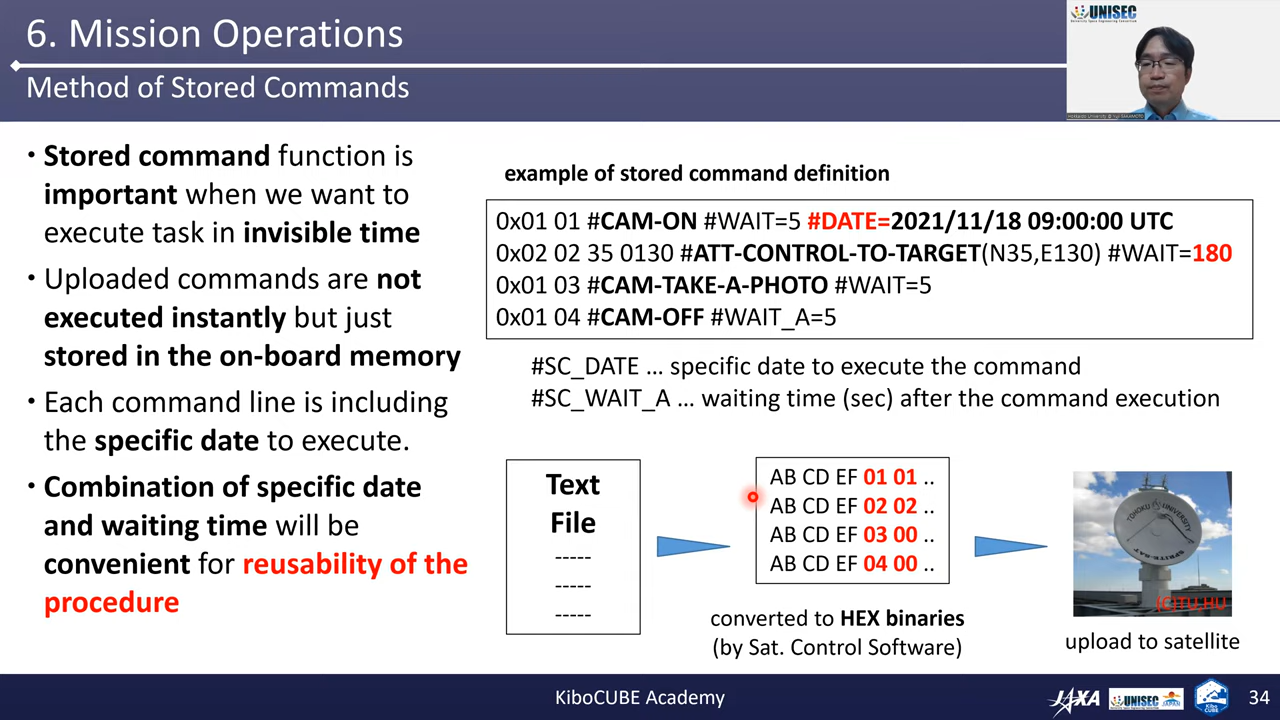 6. Mission Operations
Method of Stored Commands
UNISEC
• Stored command function is
important when we want to
execute task in invisible time
• Uploaded commands are not
executed instantly but just
stored in the on-board memory
• Each command line is including
the specific date to execute.
• Combination of specific date
and waiting time will be
convenient for reusability of the
procedure
example of stored command definition
0x01 01 #CAM-ON #WAIT=5 #DATE=2021/11/18 09:00:00 UTC
0x02 02 35 0130 #ATT-CONTROL-TO-TARGET(N35,E130) #WAIT=180
0x01 03 #CAM-TAKE-A-PHOTO #WAIT=5
0x01 04 #CAM-OFF #WAIT_A=5
#SC_DATE ... specific date to execute the command
#SC_WAIT_A ... waiting time (sec) after the command execution
Text
File
-----
-----
-----
AB CD EF 01 01 ..
AB CD EF 02 02 ..
AB CD EF 03 00 ..
AB CD EF 04 00 ..
converted to HEX binaries
(by Sat. Control Software)
TOHOKU UNIVERSITY
SPRITE-SAT
(C)TU,HU
upload to satellite
KiboCUBE Academy
JAXA
UNISEC
Kibo
CUBE
34